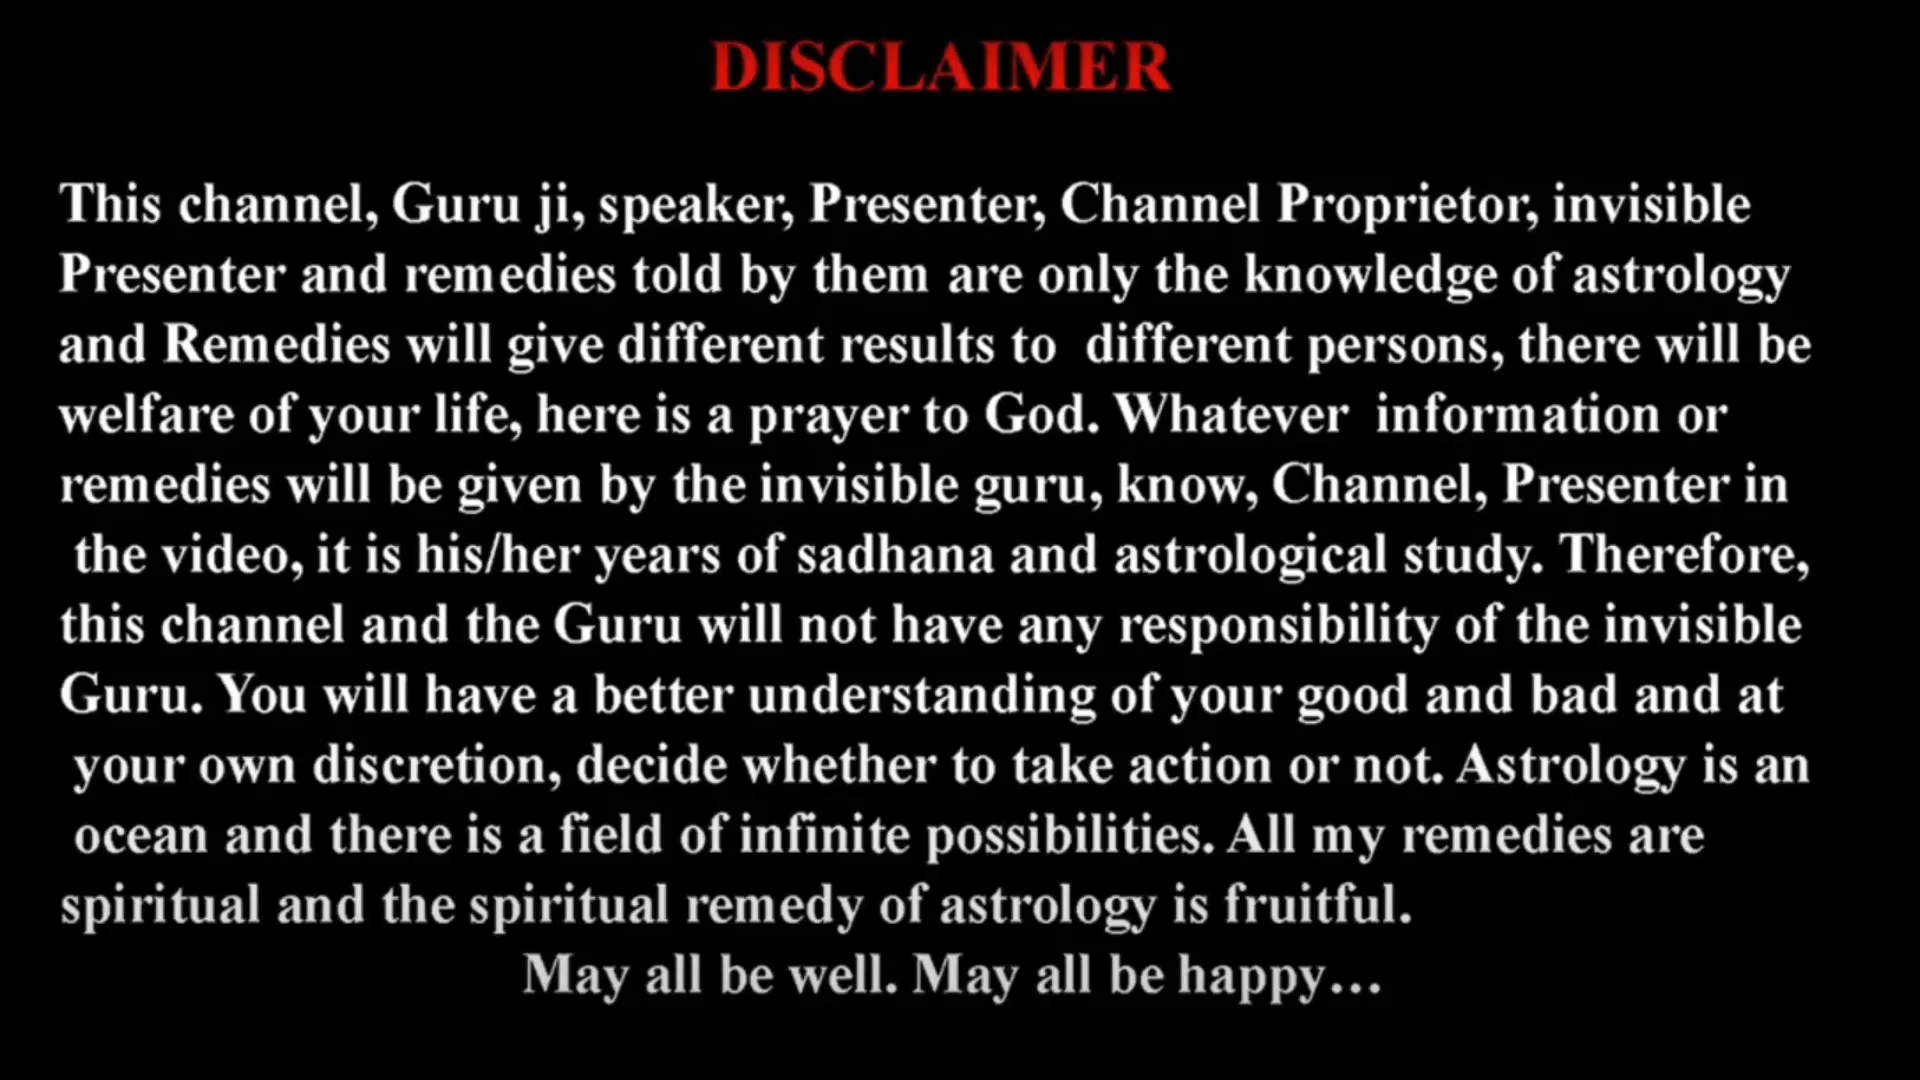 DISCLAIMER
This channel, Guru ji, speaker, Presenter, Channel Proprietor, invisible
Presenter and remedies told by them are only the knowledge of astrology
and Remedies will give different results to different persons, there will be
welfare of your life, here is a prayer to God. Whatever information or
remedies will be given by the invisible guru, know, Channel, Presenter in
the video, it is his/her years of sadhana and astrological study. Therefore,
this channel and the Guru will not have any responsibility of the invisible
Guru. You will have a better understanding of your good and bad and at
your own discretion, decide whether to take action or not. Astrology is an
ocean and there is a field of infinite possibilities. All my remedies are
spiritual and the spiritual remedy of astrology is fruitful.
May all be well. May all be happy…